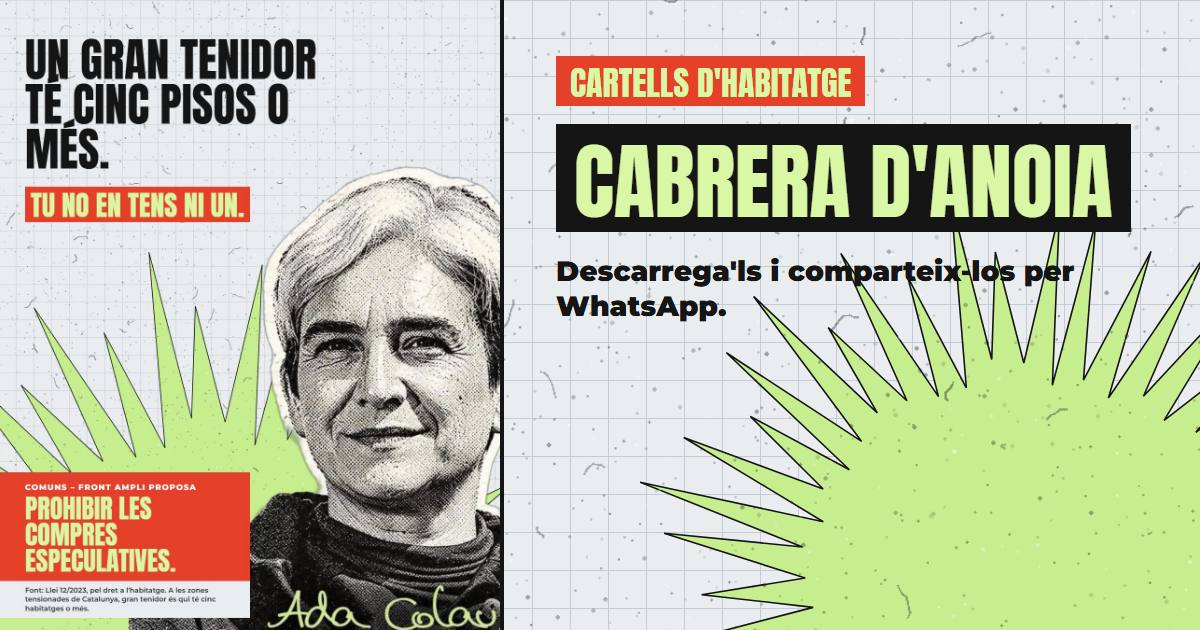 UN GRAN TENIDOR
TÉ CINC PISOS O
MÉS.
TU NO EN TENS NI UN.
COMUNS – FRONT AMPLI PROPOSA
PROHIBIR LES
COMPRES
ESPECULATIVES.
Font: Llei 12/2023, pel dret a l'habitatge. A les zones
tensionades de Catalunya, gran tenidor és qui té cinc
habitatges o més.
Ada Colau
CARTELLS D'HABITATGE
CABRERA D'ANOIA
Descarrega'ls i comparteix-los per
WhatsApp.